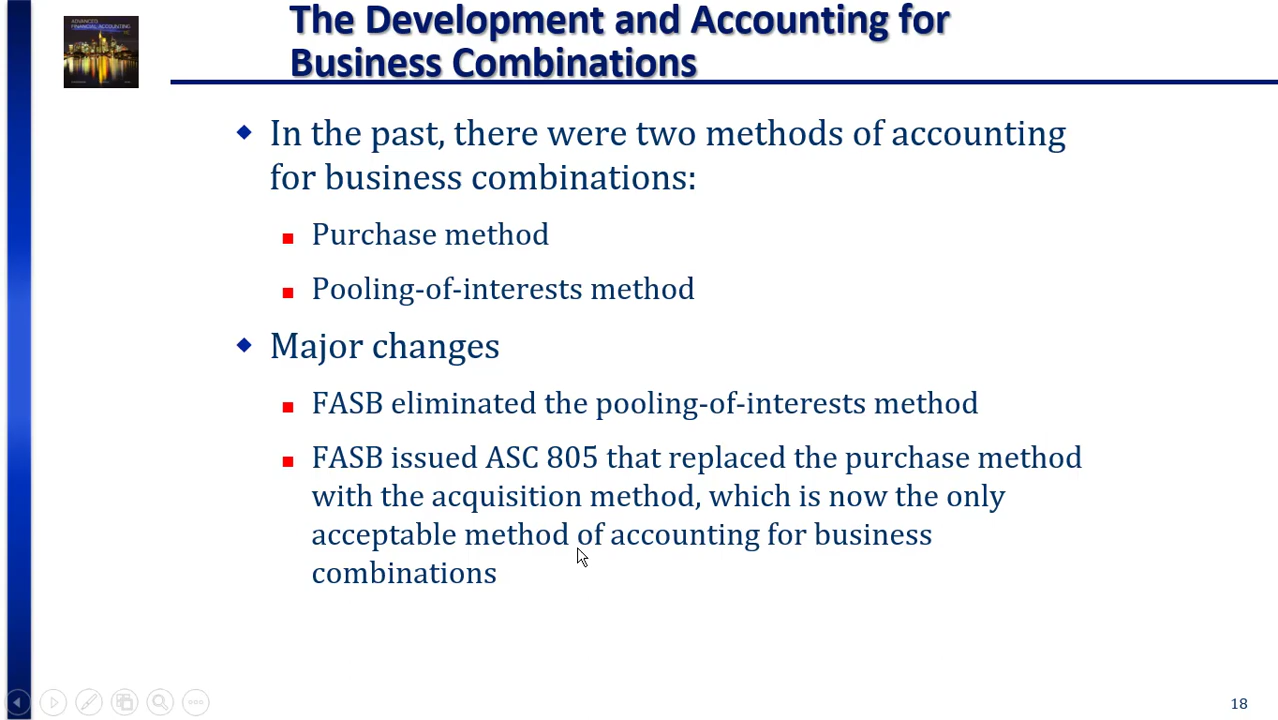 The Development and Accounting for
Business Combinations
ADVANCED
FINANCIAL ACCOUNTING
In the past, there were two methods of accounting
for business combinations:
Purchase method
Pooling-of-interests method
Major changes
FASB eliminated the pooling-of-interests method
FASB issued ASC 805 that replaced the purchase method
with the acquisition method, which is now the only
acceptable method of accounting for business
combinations
18